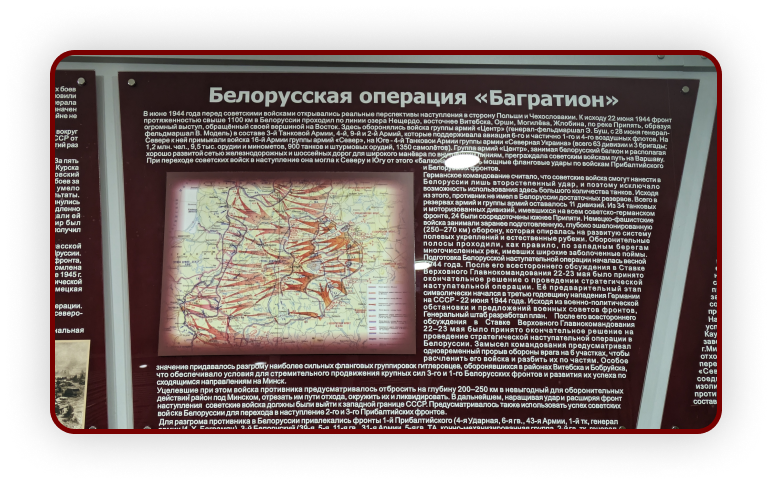 Белорусская операция «Багратион»
В июне 1944 года перед советскими войсками открывались реальные перспективы наступления в сторону Польши и Чехословакии. К исходу 22 июня 1944 фронт
протяженностью свыше 1100 км в Белоруссии проходил по линии озера Нещердо, восточнее Витебска, Орши, Могилёва, Жлобина, по реке Припять, образуя
огромный выступ, обращённый своей вершиной на Восток. Здесь оборонялись войска группы армий «Центр» (генерал-фельдмаршал Э. Буш, с 28 июня генерал-
фельдмаршал В. Модель) в составе 3-й Танковой Армии, 4-й, 9-й и 2-й Армий, которые поддерживала авиация 6-го и частично 1-го и 4-го воздушных флотов. На
Севере к ней примыкали войска 16-й Армии группы армий «Север», на Юге - 4-й Танковой Армии группы армий «Северная Украина» (всего 63 дивизии и 3 бригады;
1,2 млн. чел., 9,5 тыс. орудий и миномётов, 900 танков и штурмовых орудий, 1350 самолётов). Группа армий «Центр», занимая белорусский балкон и располагая
хорошо развитой сетью железнодорожных и шоссейных дорог для широкого манёвра по внутренним линиям, преграждала советским войскам путь на Варшаву.
При переходе советских войск в наступление она могла к Северу и Югу от этого «балкона» мощные фланговые удары по войскам Прибалтийского
и Белорусских фронтов.
Германское командование считало, что советские войска смогут нанести в
Белоруссии лишь второстепенный удар, и поэтому исключало
возможность использования здесь большого количества танков. Исходя
из этого, противник не имел в Белоруссии достаточных резервов. Всего в
резервах армий и группы армий оставалось 11 дивизий. Из 34 танковых
и моторизованных дивизий, имевшихся на всем советско-германском
фронте, 24 были сосредоточены южнее Припяти. Немецко-фашистские
войска занимали заранее подготовленную, глубоко эшелонированную
(250–270 км) оборону, которая опиралась на развитую систему
полевых укреплений и естественные рубежи. Оборонительные
полосы проходили, как правило, по западным берегам
многочисленных рек, имевших широкие заболоченные поймы.
Подготовка Белорусской наступательной операции началась весной
1944 года. После его всестороннего обсуждения в Ставке
Верховного Главнокомандования 22-23 мая было принято
окончательное решение о проведении стратегической
наступательной операции. Её предварительный этап
символически начался в третью годовщину нападения Германии
на СССР - 22 июня 1944 года. Исходя из военно-политической
обстановки и предложений военных советов фронтов,
Генеральный штаб разработал план. После его всестороннего
обсуждения в Ставке Верховного Главнокомандования
22–23 мая было принято окончательное решение на
проведение стратегической наступательной операции в
Белоруссии. Замысел командования предусматривал
одновременный прорыв обороны врага на 6 участках, чтобы
расчленить его войска и разбить их по частям. Особое
значение придавалось разгрому наиболее сильных фланговых группировок гитлеровцев, оборонявшихся в районах Витебска и Бобруйска,
что обеспечивало условия для стремительного продвижения крупных сил 3-го и 1-го Белорусских фронтов и развития их успеха по
сходящимся направлениям на Минск.
Уцелевшие при этом войска противника предусматривалось отбросить на глубину 200–250 км в невыгодный для оборонительных
действий район под Минском, отрезать им пути отхода, окружить их и ликвидировать. В дальнейшем, наращивая удар и расширяя фронт
наступления советские войска должны были выйти к западной границе СССР. Предусматривалось также использовать успех советских
войск в Белоруссии для перехода в наступление 2-го и 3-го Прибалтийских фронтов.
Для разгрома противника в Белоруссии привлекались фронты 1-й Прибалтийский (4-я Ударная, 6-я гв., 43-я Армии, 1-й тк, генерал